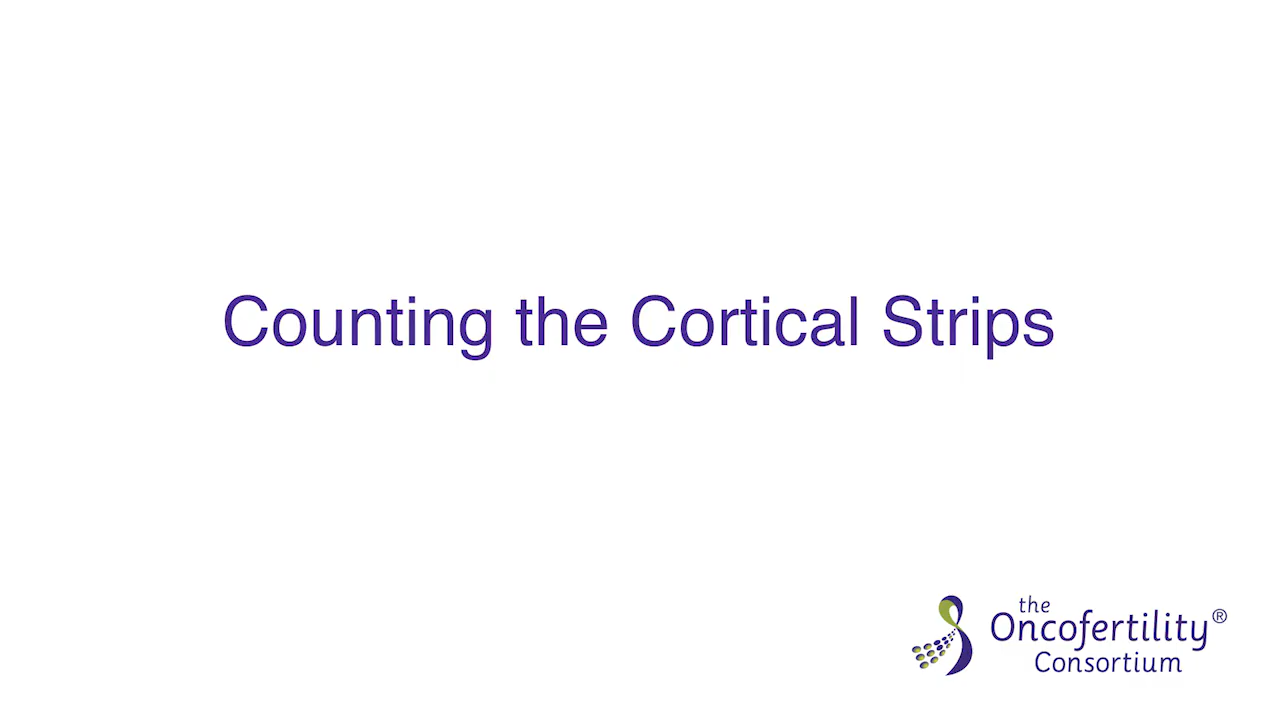 Counting the Cortical Strips
the
Oncofertility®
Consortium